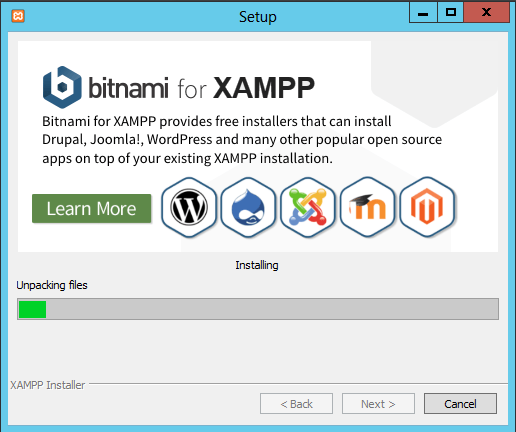 Setup
bitnami for XAMPP
Bitnami for XAMPP provides free installers that can install
Drupal, Joomla!, WordPress and many other popular open source
apps on top of your existing XAMPP installation.
Learn More
Installing
Unpacking files
XAMPP Installer
< Back Next > Cancel